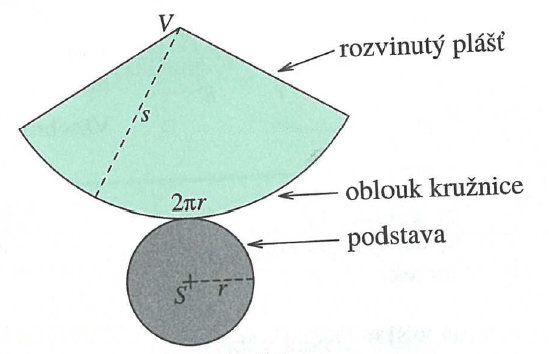 V
rozvinutý plášť
s
oblouk kružnice
2πr
podstava
S
r